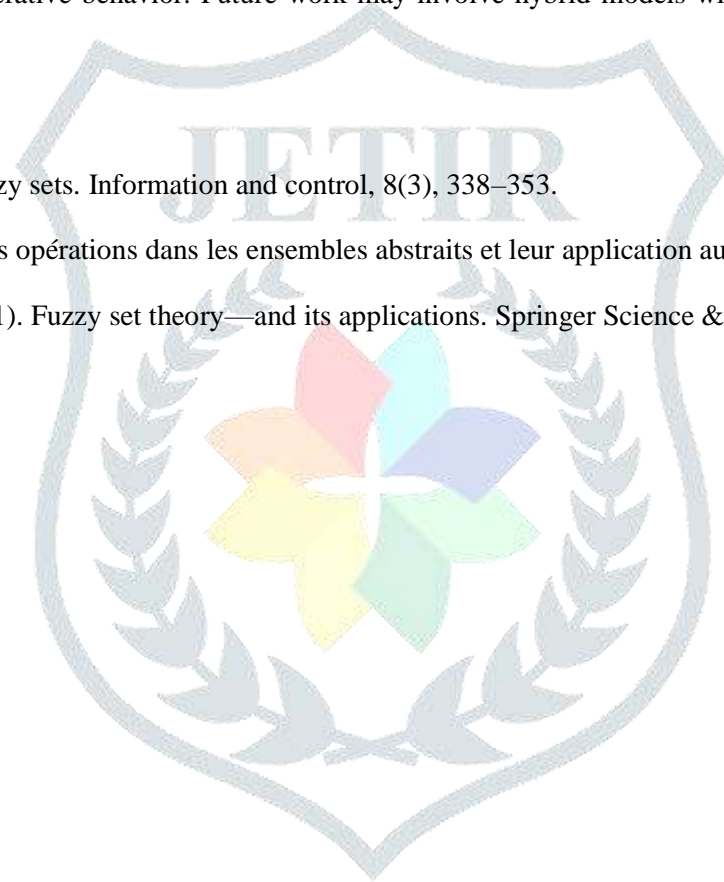 erative behavior. Future work may involve hybrid models wi
JETIR
zy sets. Information and control, 8(3), 338–353.
s opérations dans les ensembles abstraits et leur application au
1). Fuzzy set theory—and its applications. Springer Science &